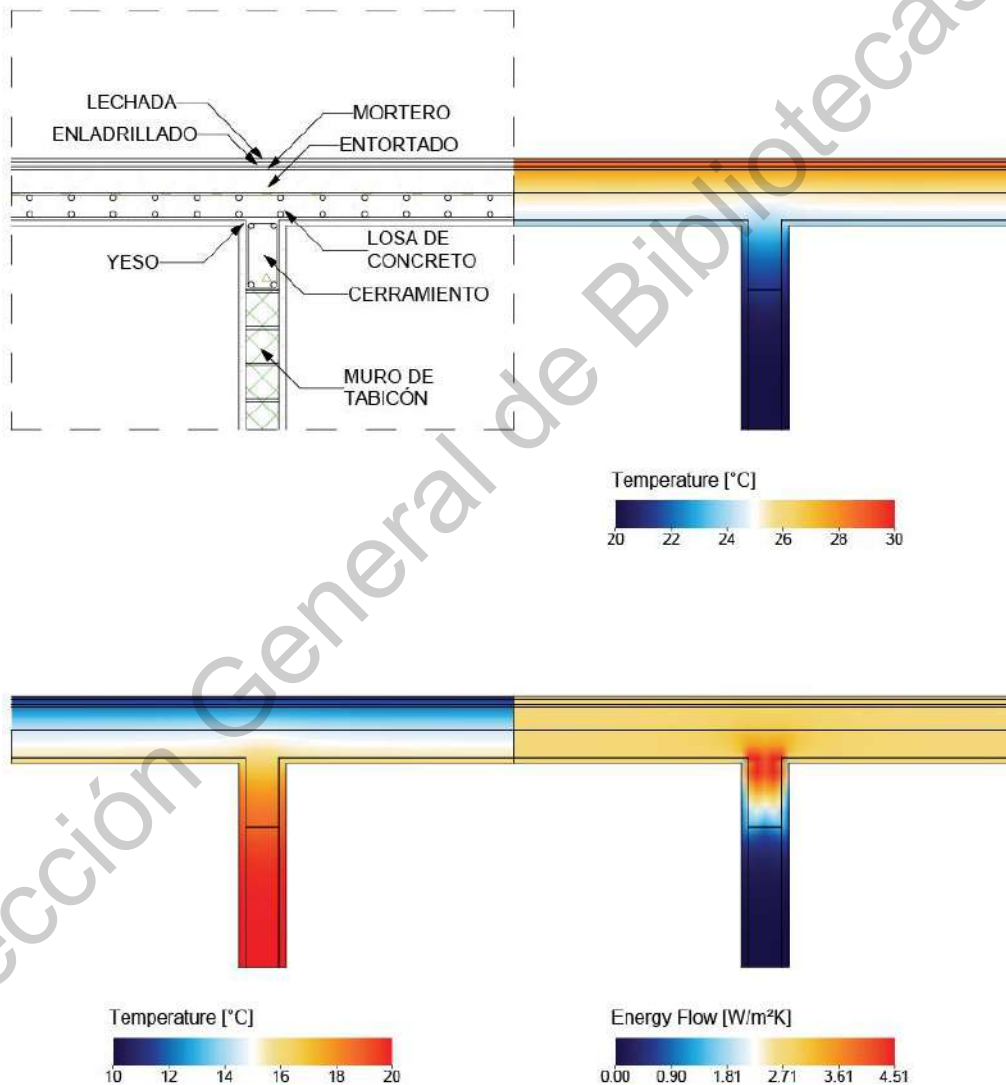 LECHADA
MORTERO
ENLADRILLADO
ENTORTADO
LOSA DE
CONCRETO
YESO
CERRAMIENTO
MURO DE
TABICÓN
Temperature [°C]
20 22 24 26 28 30
Temperature [°C]
10 12 14 16 18 20
Energy Flow [W/m²K]
0.00 0.90 1.81 2.71 3.61 4.51
ección General de Bibliotecas